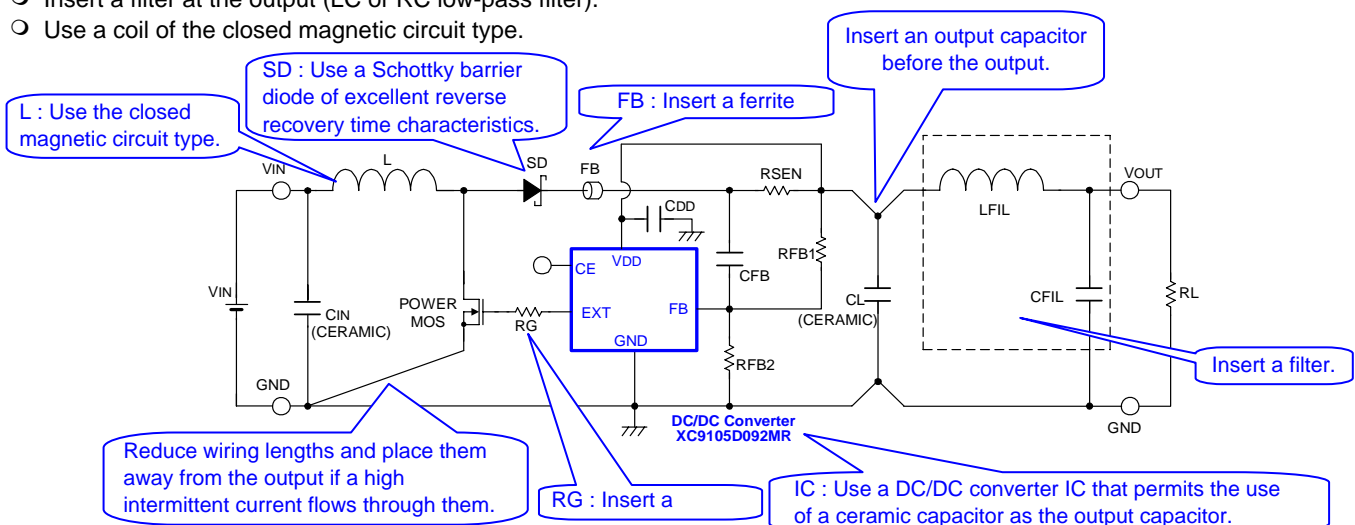 Insert a filter at the output (LC or RC low-pass filter).
Use a coil of the closed magnetic circuit type.
Insert an output capacitor
before the output.
SD : Use a Schottky barrier
diode of excellent reverse
recovery time characteristics.
FB : Insert a ferrite
L : Use the closed
magnetic circuit type.
VIN
L
SD
FB
RSEN
LFIL
VOUT
CDD
CE
VDD
CFB
RFB1
VIN
CIN
(CERAMIC)
POWER
MOS
RG
EXT
FB
GND
RFB2
CL
(CERAMIC)
CFIL
RL
Insert a filter.
GND
GND
DC/DC Converter
XC9105D092MR
Reduce wiring lengths and place them
away from the output if a high
intermittent current flows through them.
RG : Insert a
IC : Use a DC/DC converter IC that permits the use
of a ceramic capacitor as the output capacitor.